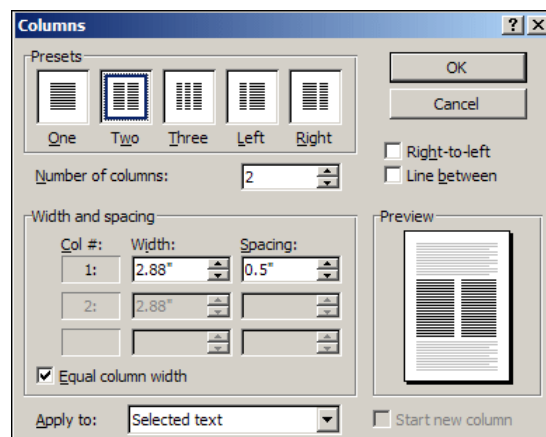 Columns
Presets
One Two Three Left Right
OK
Cancel
Number of columns: 2
Right-to-left
Line between
Width and spacing
Col #: Width: Spacing:
1: 2.88" 0.5"
2: 2.88"
Equal column width
Preview
Apply to: Selected text
Start new column